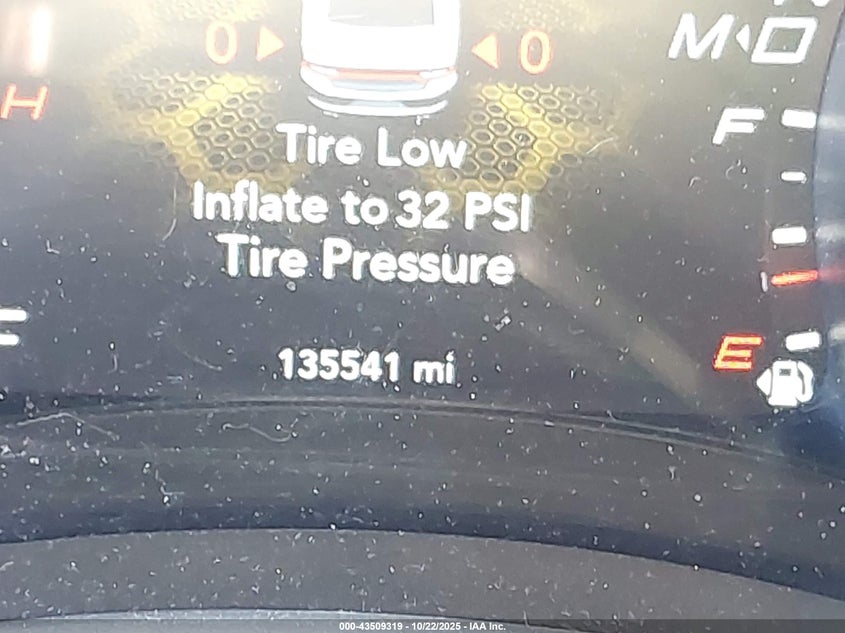 0 0
M
F
H
Tire Low
Inflate to 32 PSI
Tire Pressure
E
135541 mi
000-43509319 - 10/22/2025 - IAA Inc.